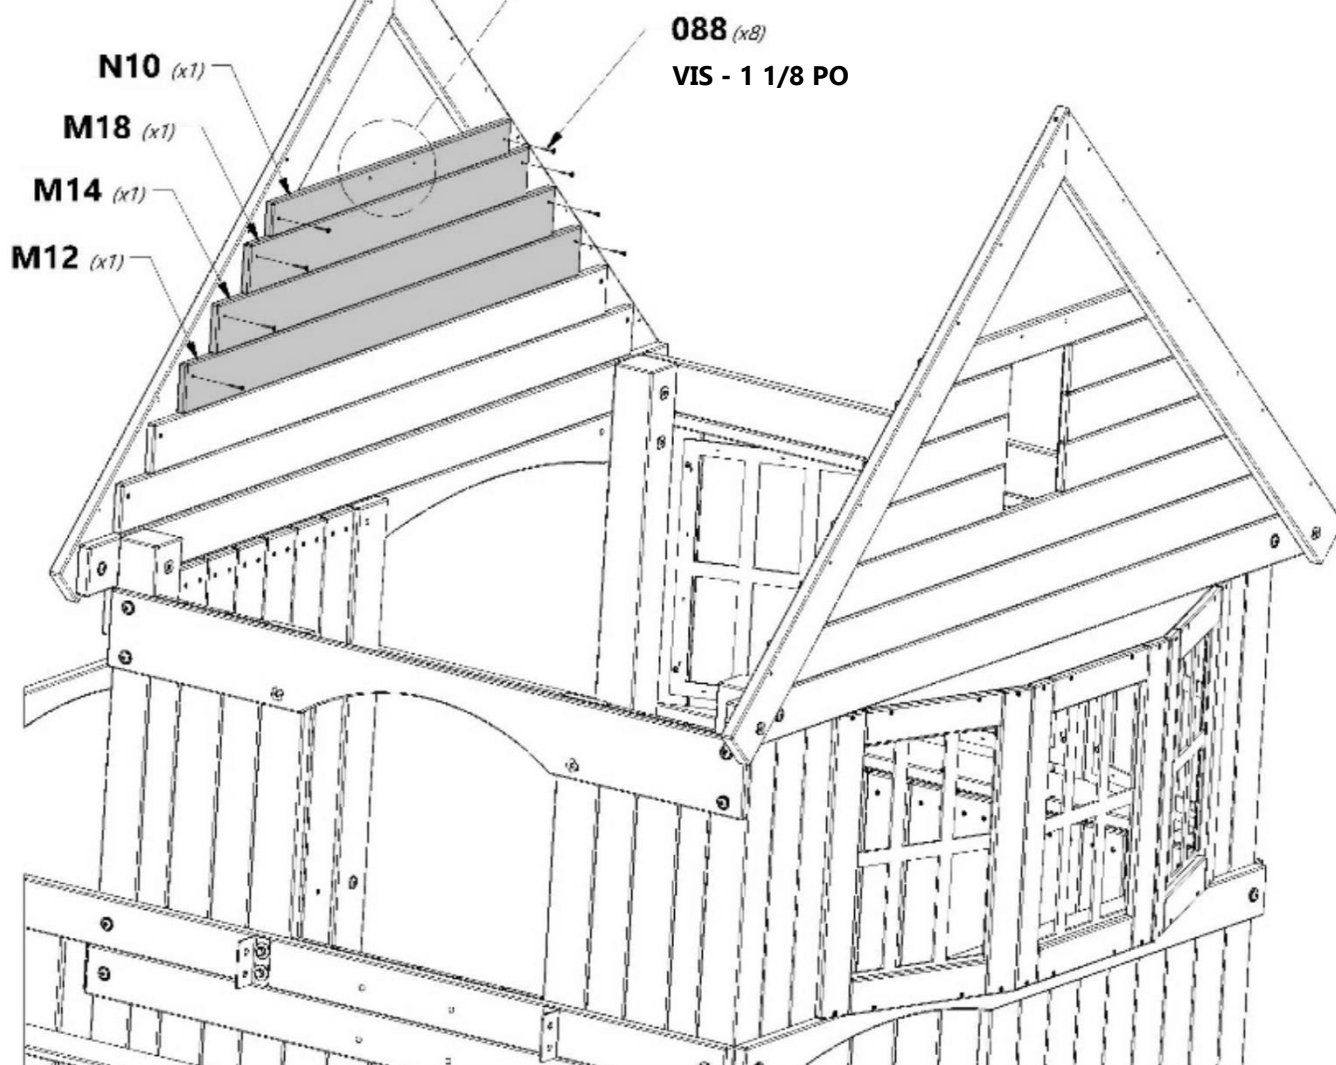 088 (x8)
VIS - 1 1/8 PO
N10 (x1)
M18 (x1)
M14 (x1)
M12 (x1)